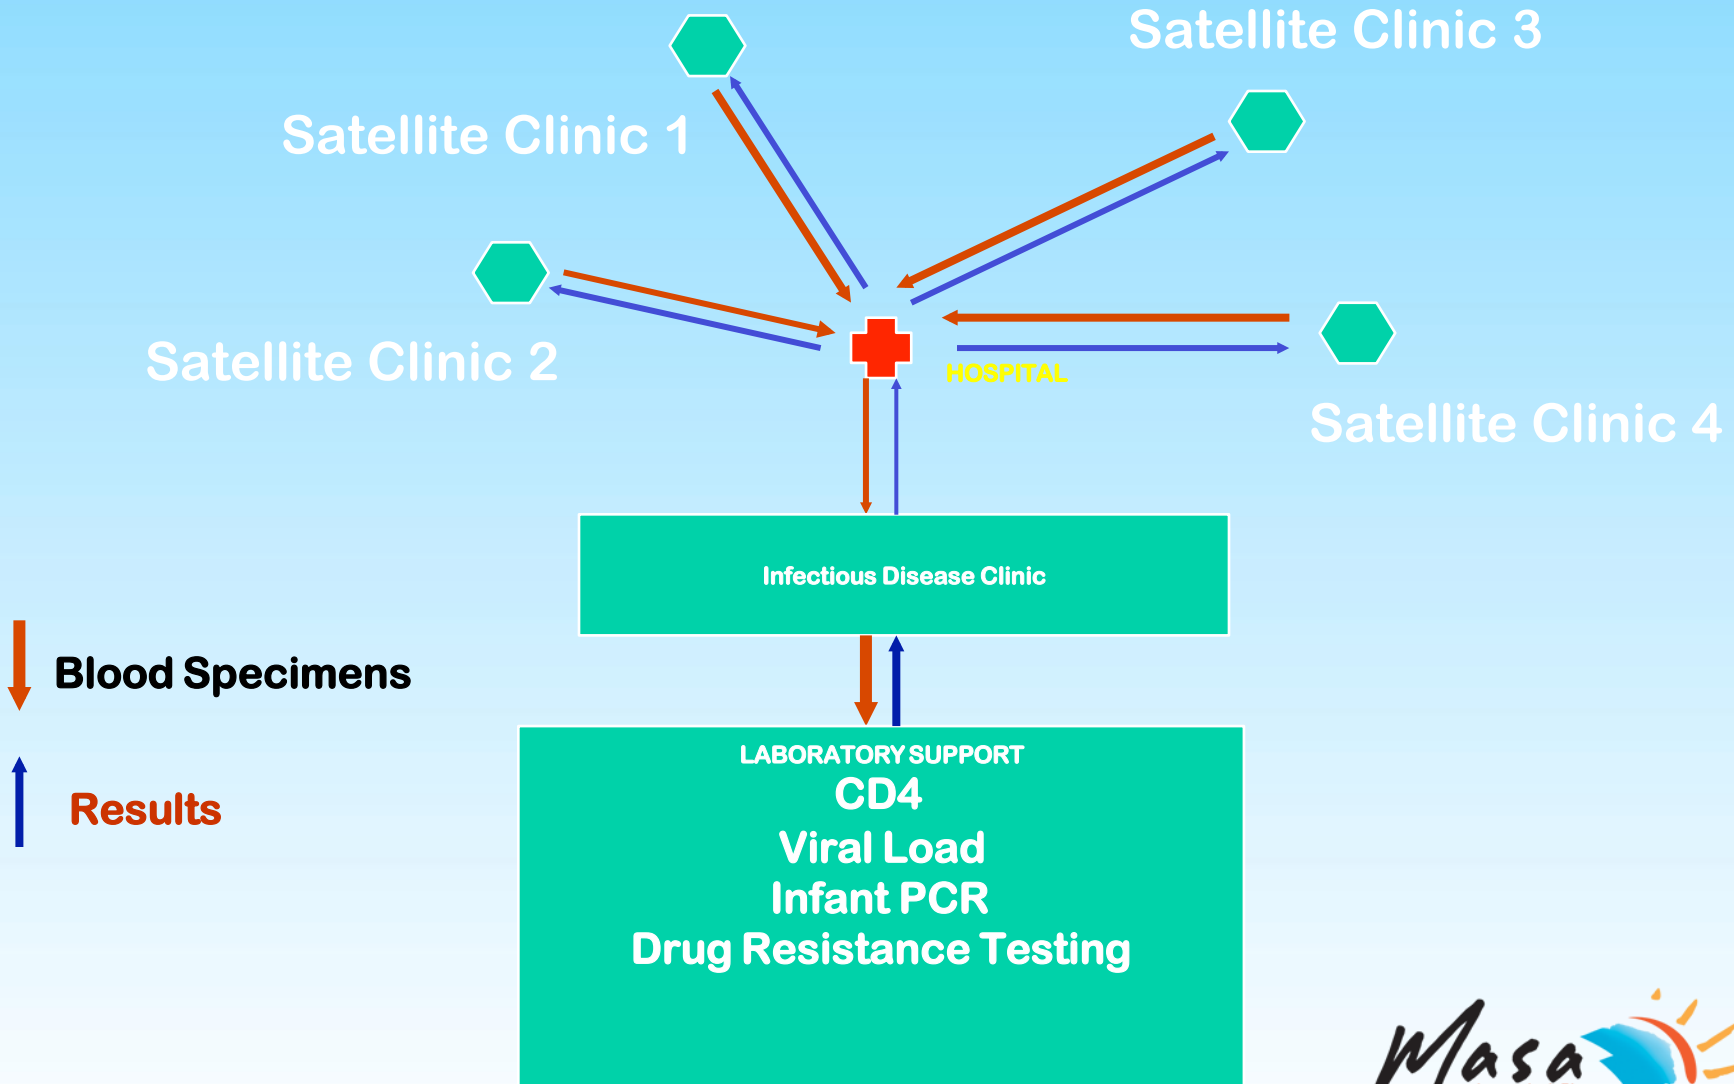 Satellite Clinic 3
Satellite Clinic 1
Satellite Clinic 2
HOSPITAL
Satellite Clinic 4
Infectious Disease Clinic
Blood Specimens
Results
LABORATORY SUPPORT
CD4
Viral Load
Infant PCR
Drug Resistance Testing
Masa